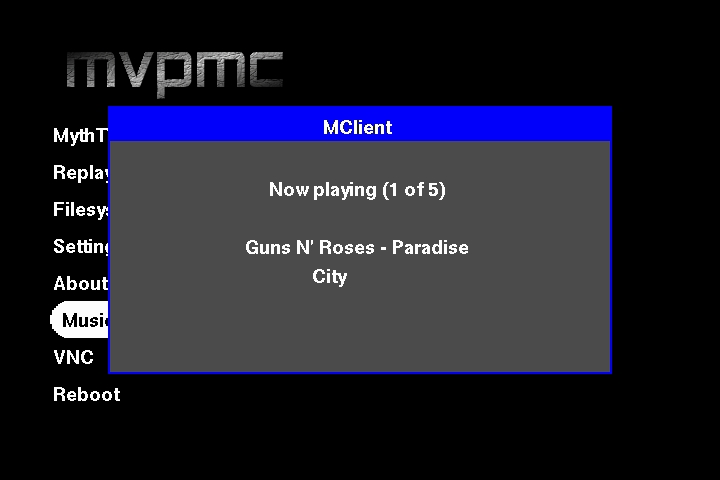 mvpmc
MClient
MythT
Replay
Now playing (1 of 5)
Filesys
Setting
Guns N' Roses - Paradise
City
About
Music
VNC
Reboot